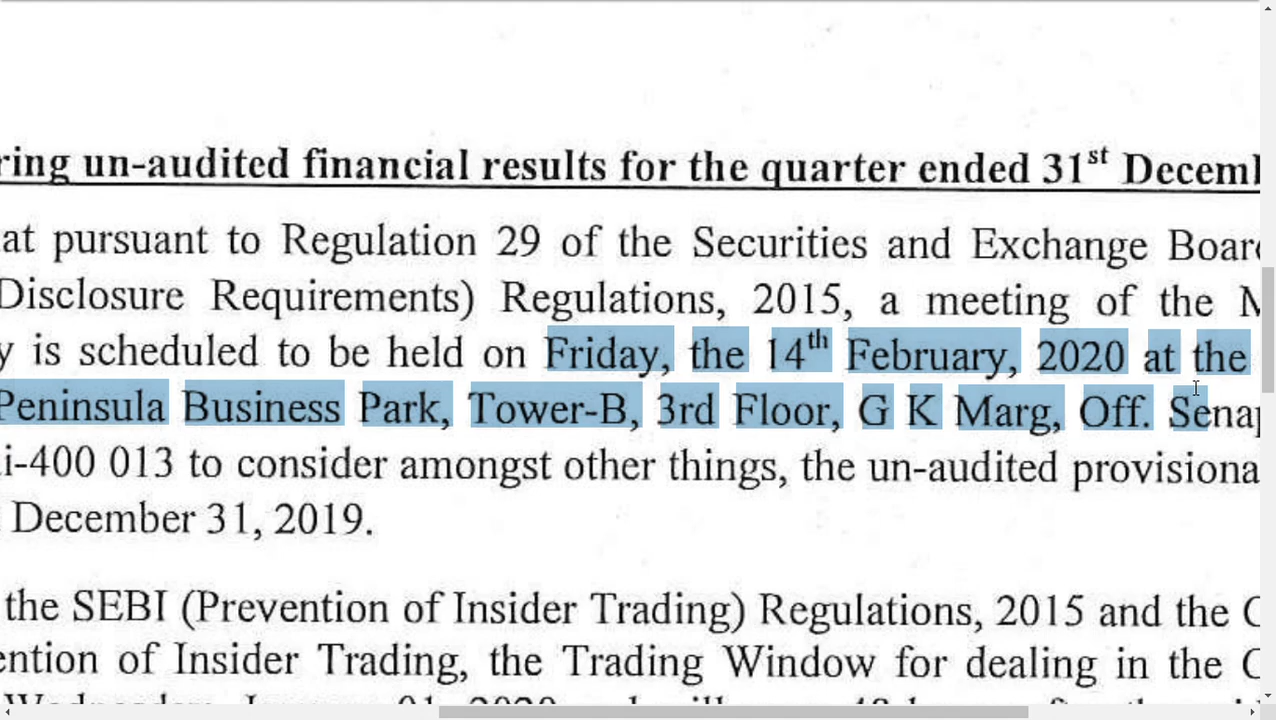 ring un-audited financial results for the quarter ended 31st Decem
at pursuant to Regulation 29 of the Securities and Exchange Boar
Disclosure Requirements) Regulations, 2015, a meeting of the M
y is scheduled to be held on Friday, the 14th February, 2020 at the
Peninsula Business Park, Tower-B, 3rd Floor, G K Marg, Off. Senap
i-400 013 to consider amongst other things, the un-audited provisiona
December 31, 2019.
the SEBI (Prevention of Insider Trading) Regulations, 2015 and the C
ention of Insider Trading, the Trading Window for dealing in the C